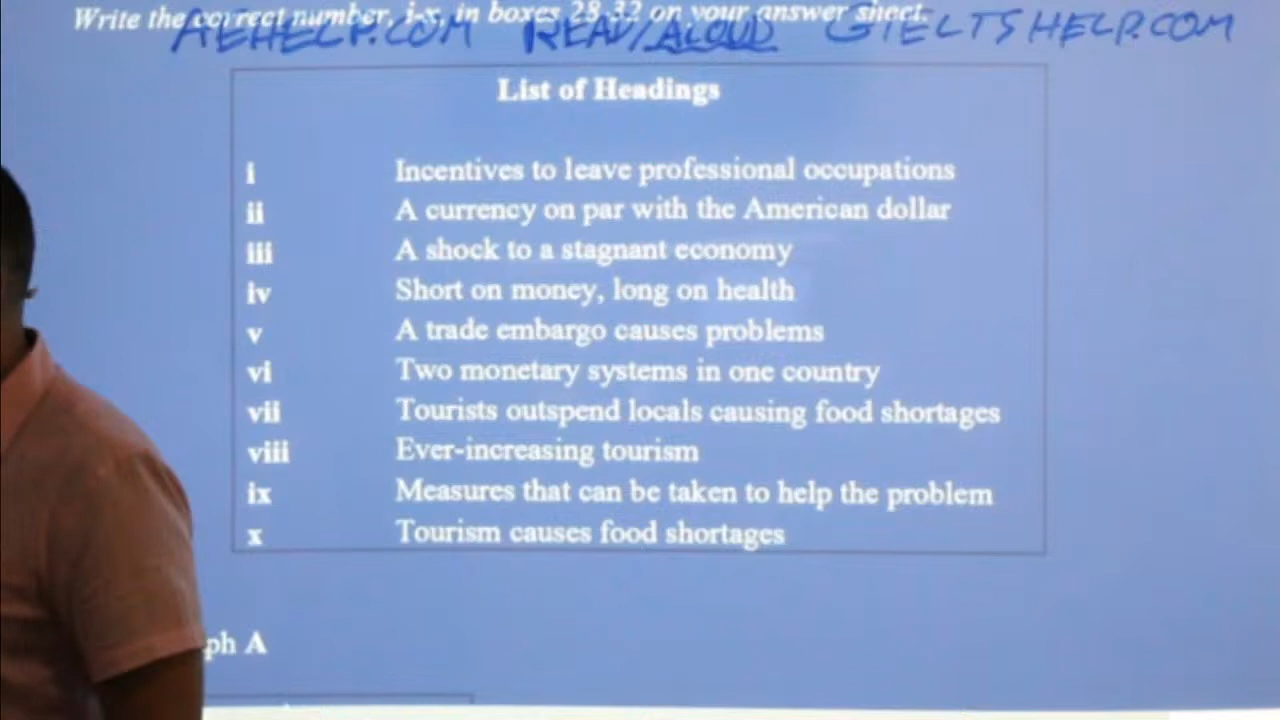 Write the correct number, i-x, in boxes 28-32 on your answer sheet.
AEHELP.COM READ/ALOUD GIELTSHELP.COM
List of Headings
i Incentives to leave professional occupations
ii A currency on par with the American dollar
iii A shock to a stagnant economy
iv Short on money, long on health
v A trade embargo causes problems
vi Two monetary systems in one country
vii Tourists outspend locals causing food shortages
viii Ever-increasing tourism
ix Measures that can be taken to help the problem
x Tourism causes food shortages
ph A